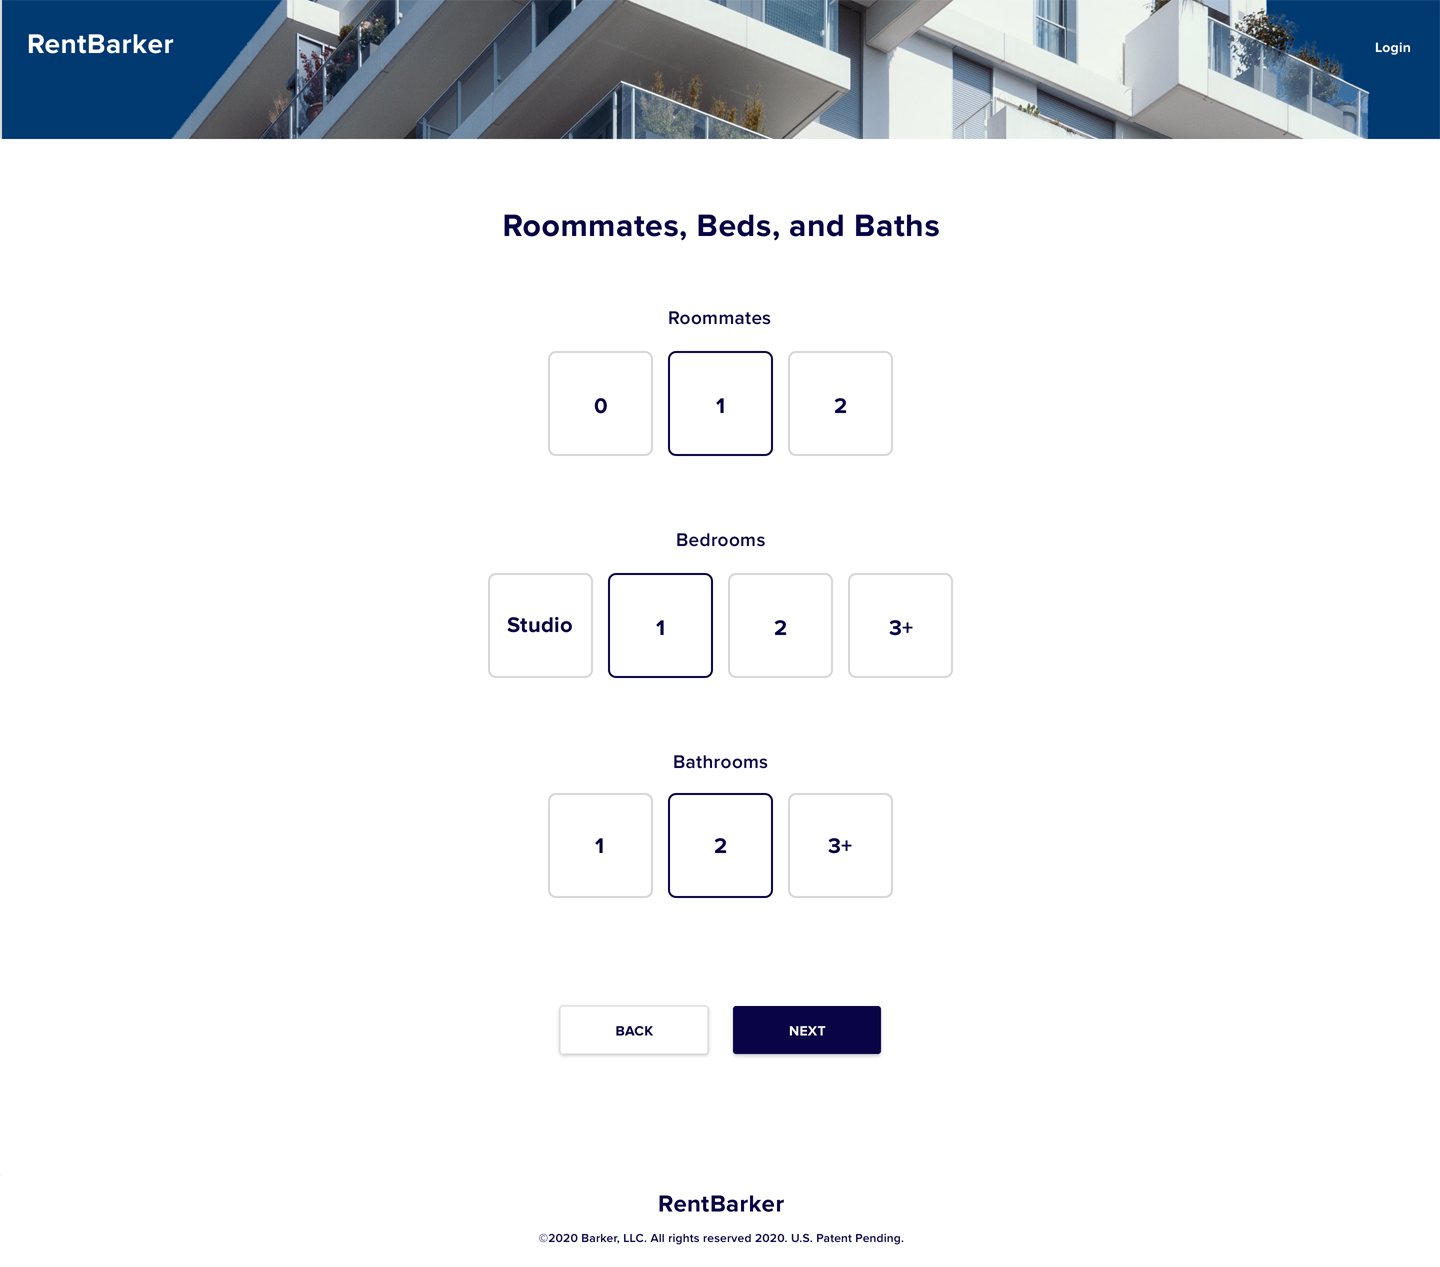 RentBarker
Login
Roommates, Beds, and Baths
Roommates
0 1 2
Bedrooms
Studio 1 2 3+
Bathrooms
1 2 3+
BACK NEXT
RentBarker
©2020 Barker, LLC. All rights reserved 2020. U.S. Patent Pending.